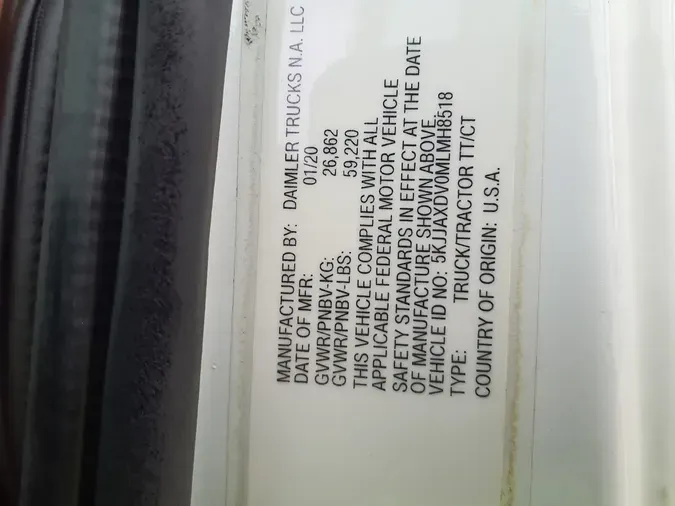 MANUFACTURED BY: DAIMLER TRUCKS N.A. LLC
DATE OF MFR: 01/20
GVWR/PNBV-KG: 26,862
GVWR/PNBV-LBS: 59,220
THIS VEHICLE COMPLIES WITH ALL
APPLICABLE FEDERAL MOTOR VEHICLE
SAFETY STANDARDS IN EFFECT AT THE DATE
OF MANUFACTURE SHOWN ABOVE.
VEHICLE ID NO: 5KJJAXDV0MLMH8518
TYPE: TRUCK/TRACTOR TT/CT
COUNTRY OF ORIGIN: U.S.A.